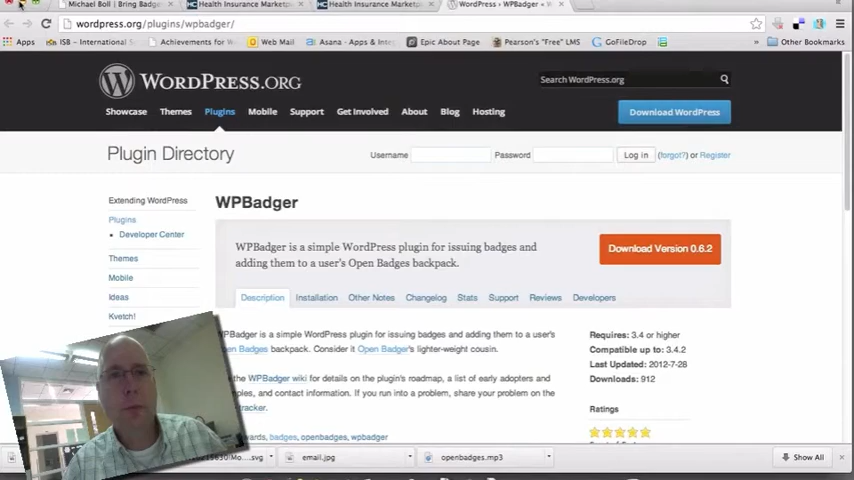 Michael Boll | Bring Badge
Health Insurance Marketp
Health Insurance Marketp
WordPress › WPBadger «
wordpress.org/plugins/wpbadger/
Apps
ISB - International S
Achievements for W
Web Mail
Asana - Apps & Integ
Epic About Page
Pearson's "Free" LMS
GoFileDrop
»
Other Bookmarks
WORDPRESS.ORG
Search WordPress.org
Showcase Themes Plugins Mobile Support Get Involved About Blog Hosting
Download WordPress
Plugin Directory
Username
Password
Log in
(forgot?) or Register
Extending WordPress
Plugins
• Developer Center
Themes
Mobile
Ideas
Kvetch!
WPBadger
WPBadger is a simple WordPress plugin for issuing badges and
adding them to a user's Open Badges backpack.
Download Version 0.6.2
Description Installation Other Notes Changelog Stats Support Reviews Developers
WPBadger is a simple WordPress plugin for issuing badges and adding them to a user's
en Badges backpack. Consider it Open Badger's lighter-weight cousin.
the WPBadger wiki for details on the plugin's roadmap, a list of early adopters and
ples, and contact information. If you run into a problem, share your problem on the
tracker.
wards, badges, openbadges, wpbadger
Requires: 3.4 or higher
Compatible up to: 3.4.2
Last Updated: 2012-7-28
Downloads: 912
Ratings
.svg
email.jpg
openbadges.mp3
Show All